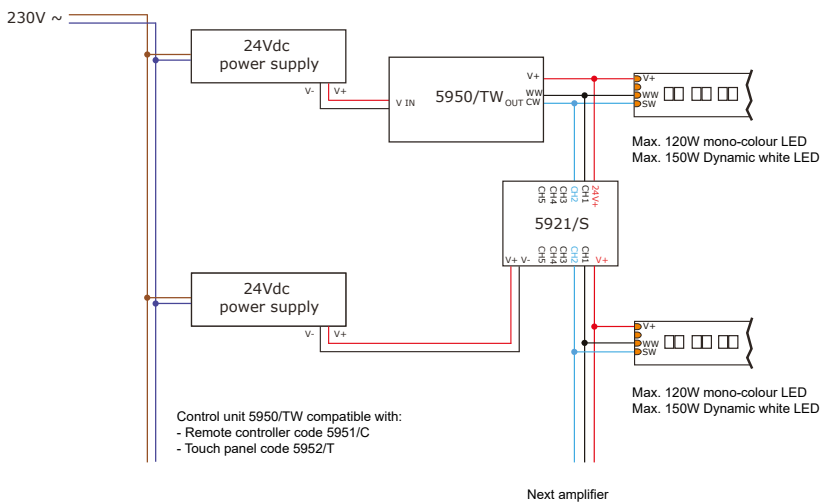 230V ~
24Vdc
power supply
V- V+
5950/TW
V IN
V+
WW
OUT CW
V+
WW
SW
Max. 120W mono-colour LED
Max. 150W Dynamic white LED
CH5 CH4 CH3 CH2 CH1 24V+
5921/S
V+ V- CH5 CH4 CH3 CH2 CH1 V+
24Vdc
power supply
V- V+
V+
WW
SW
Max. 120W mono-colour LED
Max. 150W Dynamic white LED
Control unit 5950/TW compatible with:
- Remote controller code 5951/C
- Touch panel code 5952/T
Next amplifier